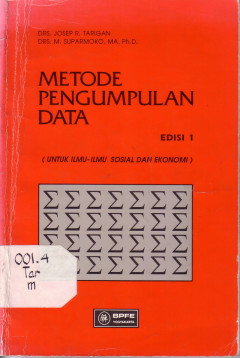 DRS. JOSEP R. TARIGAN
DRS. M. SUPARMOKO, MA, Ph.D.
METODE
PENGUMPULAN
DATA
EDISI 1
( UNTUK ILMU-ILMU SOSIAL DAN EKONOMI )
Σ Σ Σ Σ Σ Σ Σ
Σ Σ Σ Σ Σ Σ Σ
Σ Σ Σ Σ Σ Σ Σ
Σ Σ Σ Σ Σ Σ Σ
001.4
Tar
m
BPFE
YOGYAKARTA